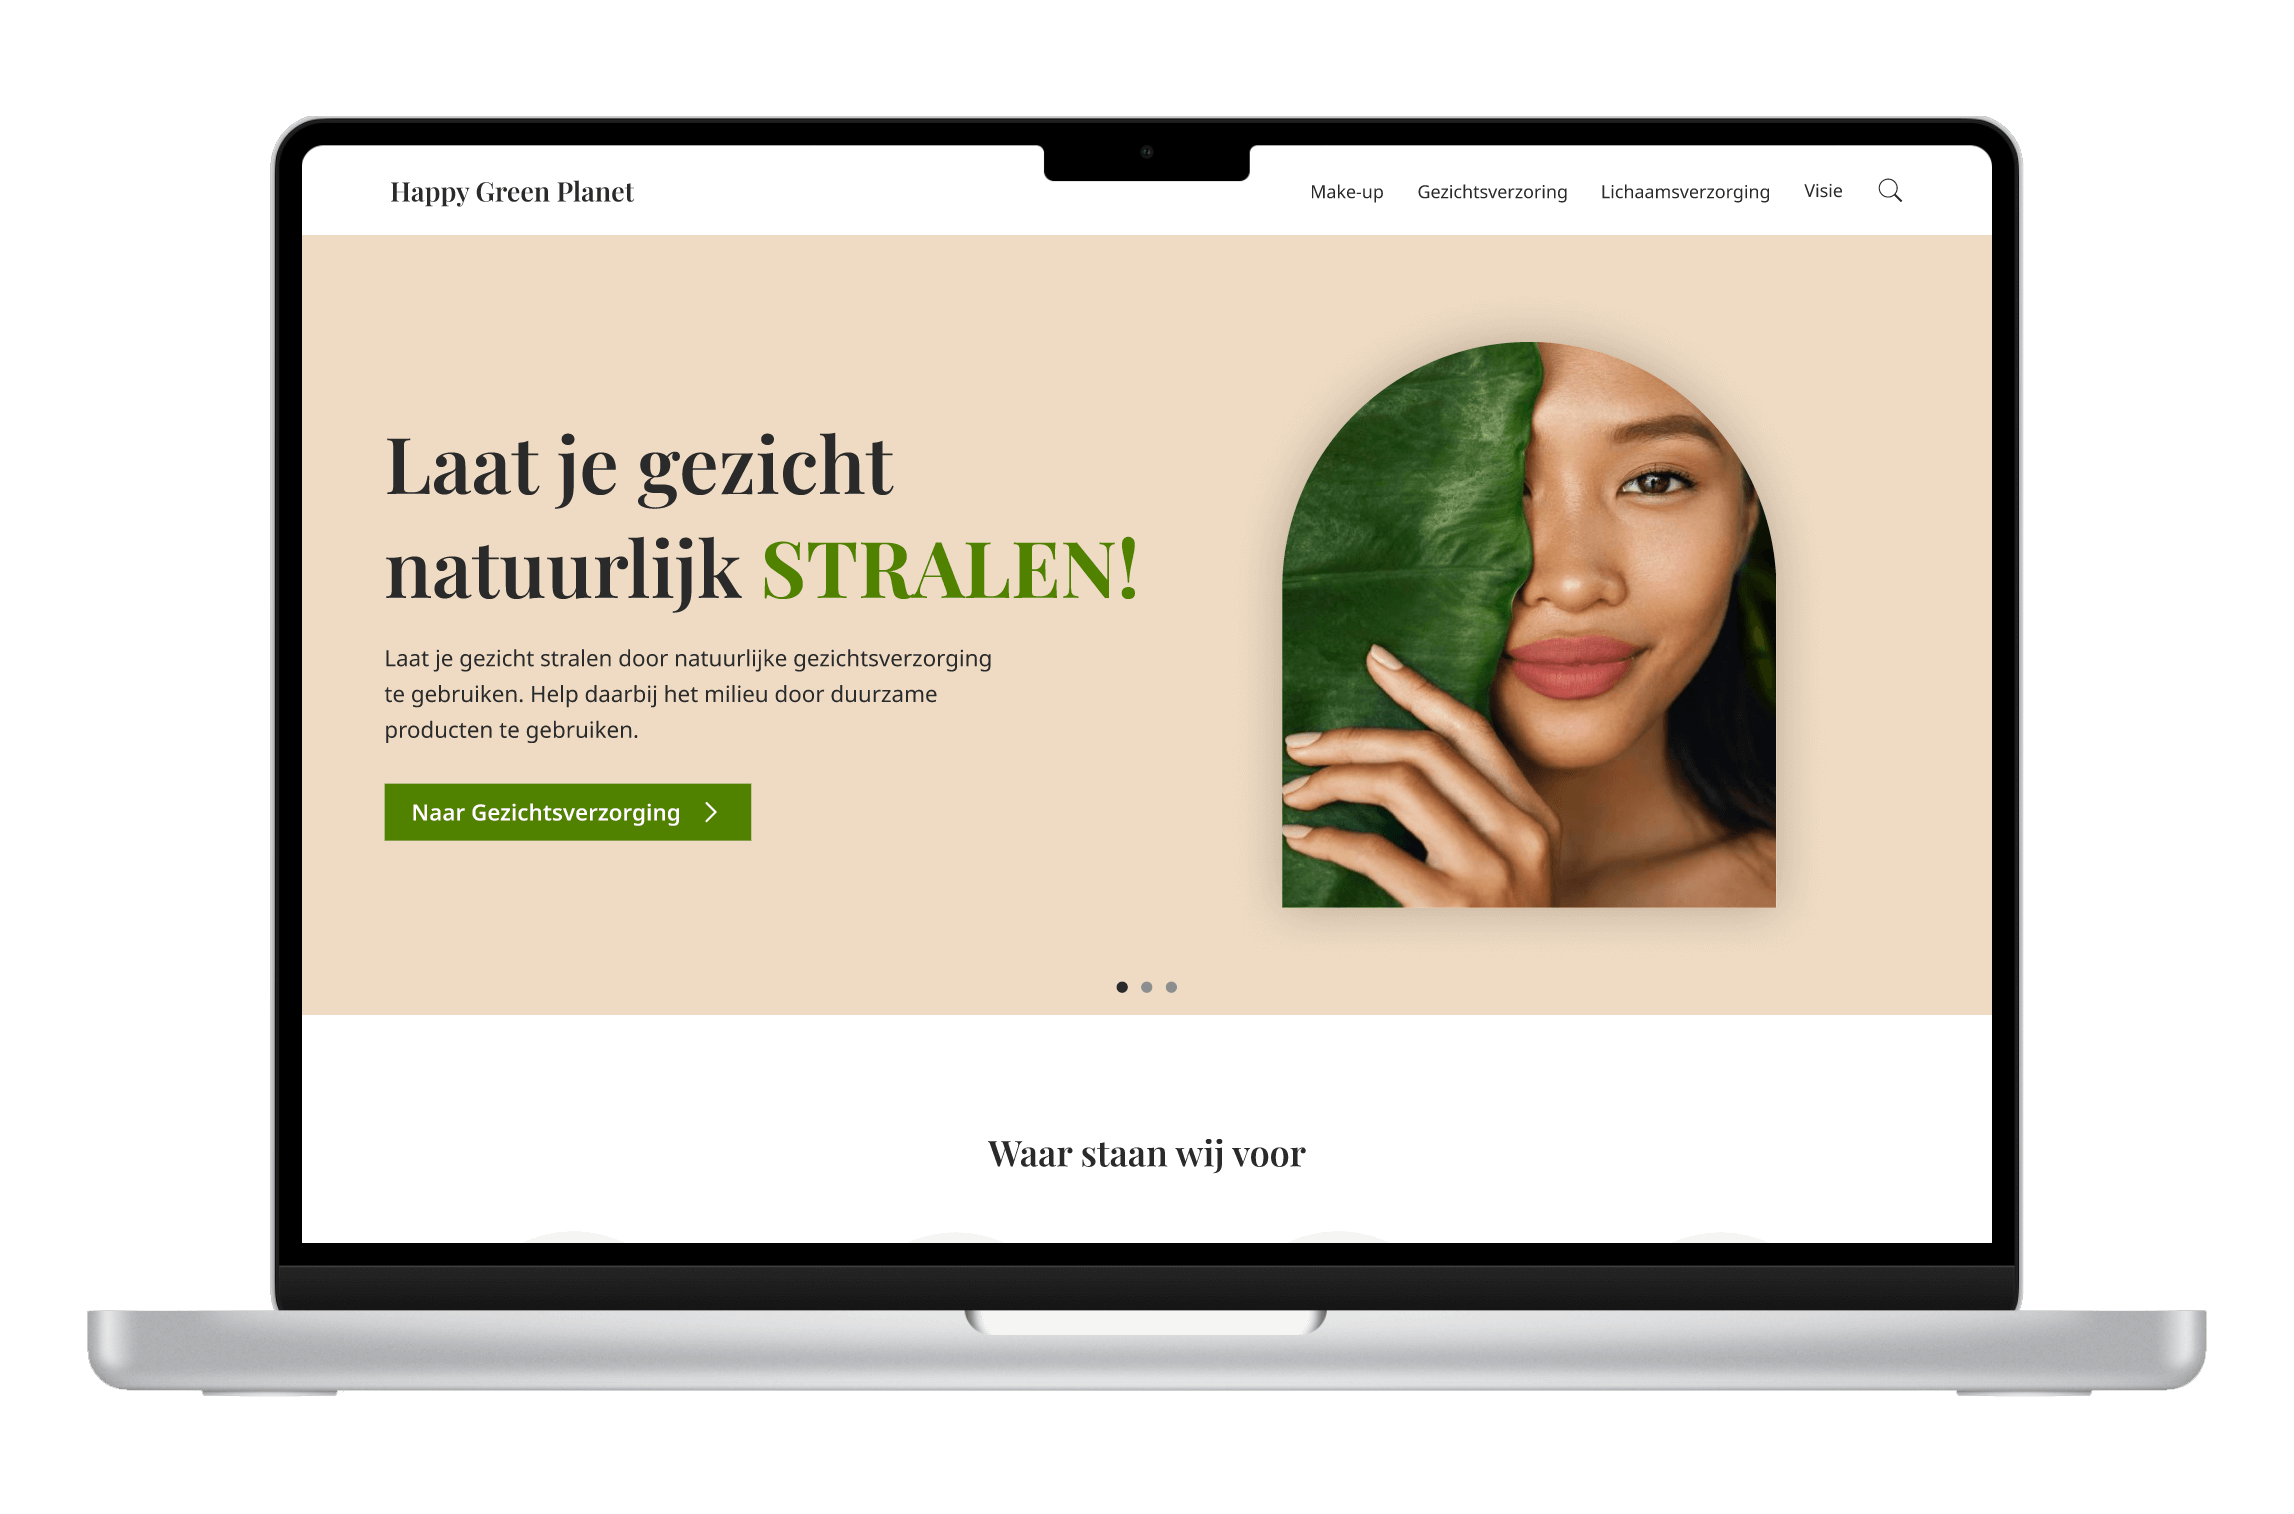 Happy Green Planet
Make-up Gezichtsverzoring Lichaamsverzorging Visie
Laat je gezicht
natuurlijk STRALEN!
Laat je gezicht stralen door natuurlijke gezichtsverzorging
te gebruiken. Help daarbij het milieu door duurzame
producten te gebruiken.
Naar Gezichtsverzorging
Waar staan wij voor